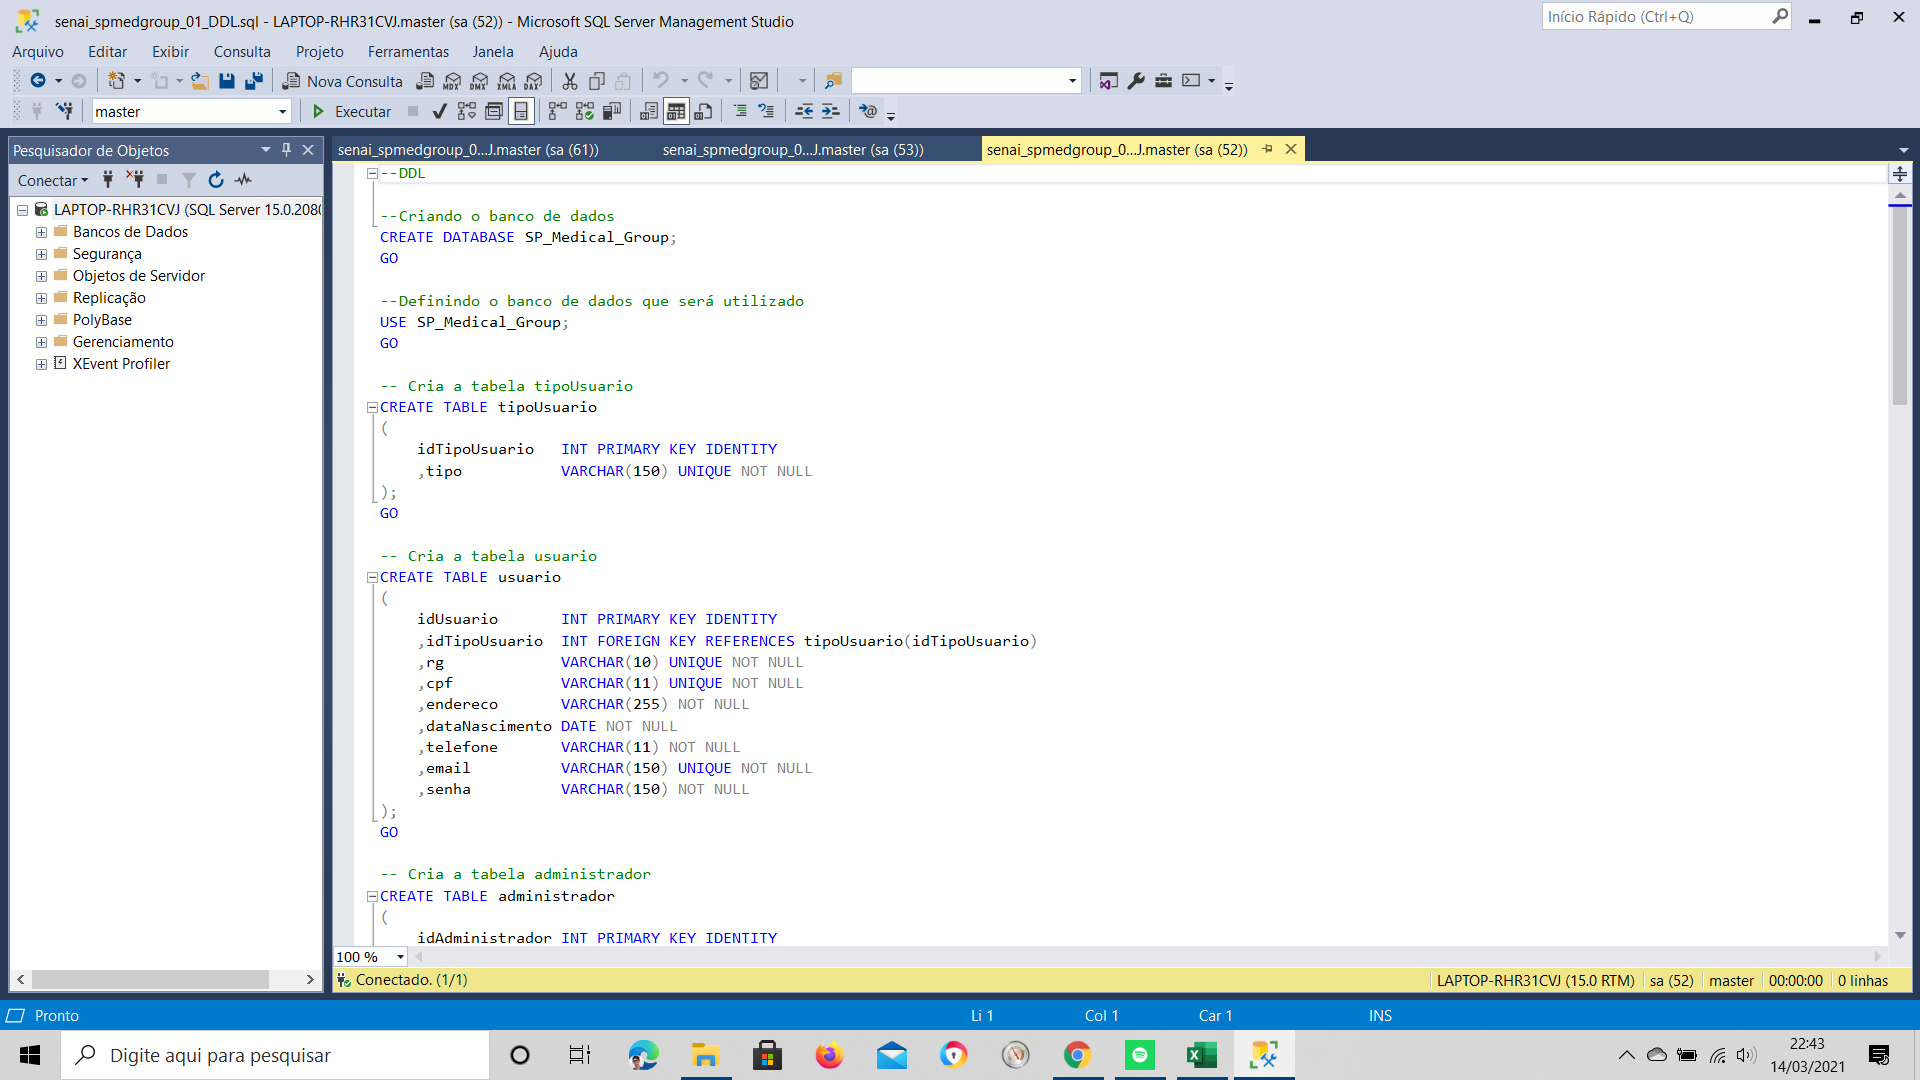 senai_spmedgroup_01_DDL.sql - LAPTOP-RHR31CVJ.master (sa (52)) - Microsoft SQL Server Management Studio
Início Rápido (Ctrl+Q)
Arquivo Editar Exibir Consulta Projeto Ferramentas Janela Ajuda
Nova Consulta MDX DMX XMLA DAX
master Executar
Pesquisador de Objetos
senai_spmedgroup_0...J.master (sa (61)) senai_spmedgroup_0...J.master (sa (53)) senai_spmedgroup_0...J.master (sa (52))
Conectar
LAPTOP-RHR31CVJ (SQL Server 15.0.2080
Bancos de Dados
Segurança
Objetos de Servidor
Replicação
PolyBase
Gerenciamento
XEvent Profiler
--DDL
--Criando o banco de dados
CREATE DATABASE SP_Medical_Group;
GO
--Definindo o banco de dados que será utilizado
USE SP_Medical_Group;
GO
-- Cria a tabela tipoUsuario
CREATE TABLE tipoUsuario
(
idTipoUsuario INT PRIMARY KEY IDENTITY
,tipo VARCHAR(150) UNIQUE NOT NULL
);
GO
-- Cria a tabela usuario
CREATE TABLE usuario
(
idUsuario INT PRIMARY KEY IDENTITY
,idTipoUsuario INT FOREIGN KEY REFERENCES tipoUsuario(idTipoUsuario)
,rg VARCHAR(10) UNIQUE NOT NULL
,cpf VARCHAR(11) UNIQUE NOT NULL
,endereco VARCHAR(255) NOT NULL
,dataNascimento DATE NOT NULL
,telefone VARCHAR(11) NOT NULL
,email VARCHAR(150) UNIQUE NOT NULL
,senha VARCHAR(150) NOT NULL
);
GO
-- Cria a tabela administrador
CREATE TABLE administrador
(
idAdministrador INT PRIMARY KEY IDENTITY
100 %
Conectado. (1/1)
LAPTOP-RHR31CVJ (15.0 RTM) sa (52) master 00:00:00 0 linhas
Pronto Li 1 Col 1 Car 1 INS
Digite aqui para pesquisar
22:43
14/03/2021